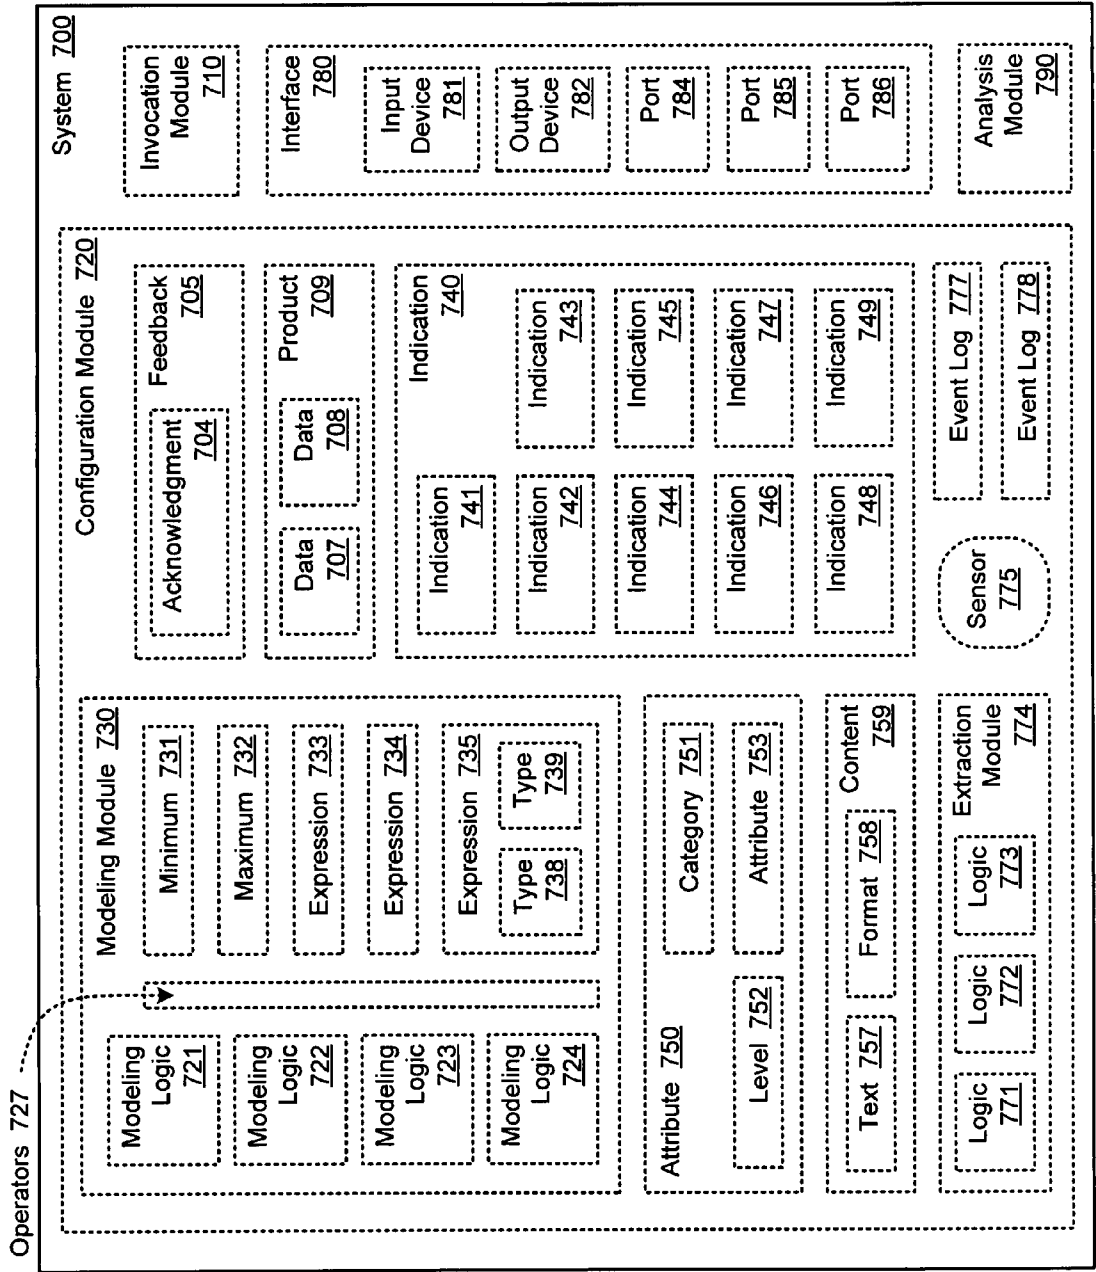 System 700
Invocation
Module
710
Interface
780
Input
Device
781
Output
Device
782
Port
784
Port
785
Port
786
Analysis
Module
790
Configuration Module 720
Feedback
705
Acknowledgment
704
Product
709
Data
707
Data
708
Indication
740
Indication
741
Indication
742
Indication
743
Indication
744
Indication
745
Indication
746
Indication
747
Indication
748
Indication
749
Sensor
775
Event Log 777
Event Log 778
Modeling Module 730
Operators 727
Modeling
Logic
721
Modeling
Logic
722
Modeling
Logic
723
Modeling
Logic
724
Minimum 731
Maximum 732
Expression 733
Expression 734
Expression 735
Type
738
Type
739
Attribute 750
Category 751
Level 752
Attribute 753
Content
759
Text 757
Format 758
Extraction
Module
774
Logic
771
Logic
772
Logic
773